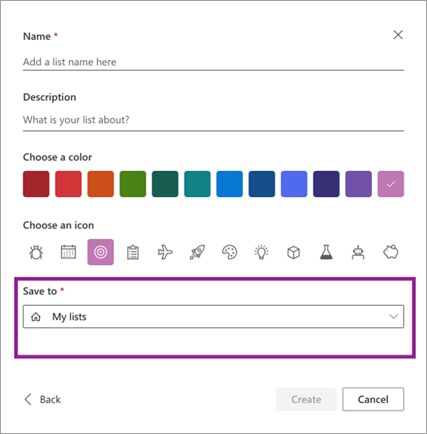 Name *
Add a list name here
Description
What is your list about?
Choose a color
Choose an icon
Save to *
My lists
Back
Create
Cancel